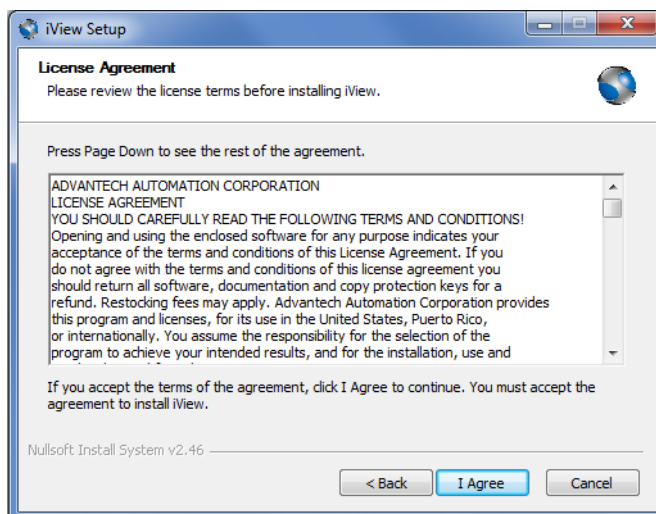 iView Setup
License Agreement
Please review the license terms before installing iView.
Press Page Down to see the rest of the agreement.
ADVANTECH AUTOMATION CORPORATION
LICENSE AGREEMENT
YOU SHOULD CAREFULLY READ THE FOLLOWING TERMS AND CONDITIONS!
Opening and using the enclosed software for any purpose indicates your
acceptance of the terms and conditions of this License Agreement. If you
do not agree with the terms and conditions of this license agreement you
should return all software, documentation and copy protection keys for a
refund. Restocking fees may apply. Advantech Automation Corporation provides
this program and licenses, for its use in the United States, Puerto Rico,
or internationally. You assume the responsibility for the selection of the
program to achieve your intended results, and for the installation, use and
If you accept the terms of the agreement, click I Agree to continue. You must accept the
agreement to install iView.
Nullsoft Install System v2.46
< Back
I Agree
Cancel